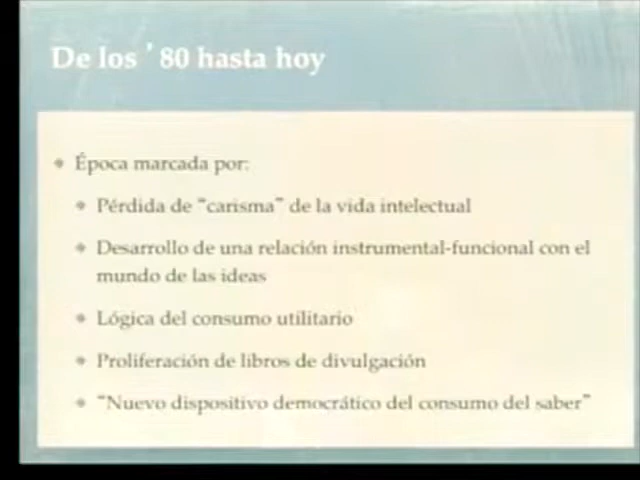 De los '80 hasta hoy
Época marcada por:
Pérdida de "carisma" de la vida intelectual
Desarrollo de una relación instrumental-funcional con el
mundo de las ideas
Lógica del consumo utilitario
Proliferación de libros de divulgación
"Nuevo dispositivo democrático del consumo del saber"